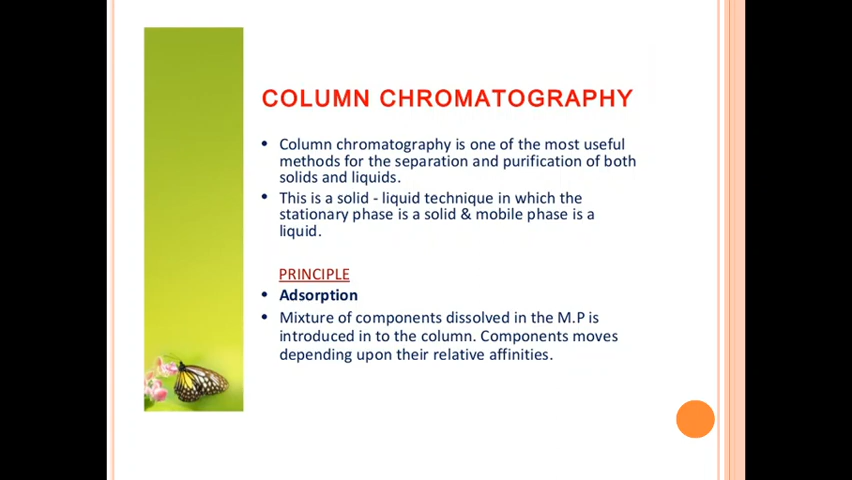 COLUMN CHROMATOGRAPHY
• Column chromatography is one of the most useful
methods for the separation and purification of both
solids and liquids.
• This is a solid - liquid technique in which the
stationary phase is a solid & mobile phase is a
liquid.
PRINCIPLE
• Adsorption
• Mixture of components dissolved in the M.P is
introduced in to the column. Components moves
depending upon their relative affinities.